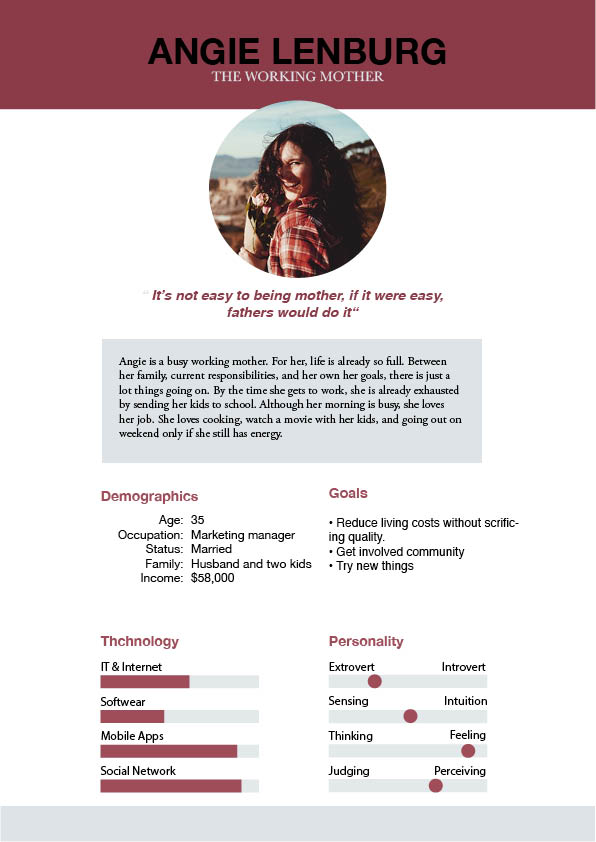 ANGIE LENBURG
THE WORKING MOTHER
“ It’s not easy to being mother, if it were easy,
fathers would do it“
Angie is a busy working mother. For her, life is already so full. Between
her family, current responsibilities, and her own her goals, there is just a
lot things going on. By the time she gets to work, she is already exhausted
by sending her kids to school. Although her morning is busy, she loves
her job. She loves cooking, watch a movie with her kids, and going out on
weekend only if she still has energy.
Demographics
Age: 35
Occupation: Marketing manager
Status: Married
Family: Husband and two kids
Income: $58,000
Goals
• Reduce living costs without scrific-
ing quality.
• Get involved community
• Try new things
Thchnology
IT & Internet
Softwear
Mobile Apps
Social Network
Personality
Extrovert Introvert
Sensing Intuition
Thinking Feeling
Judging Perceiving